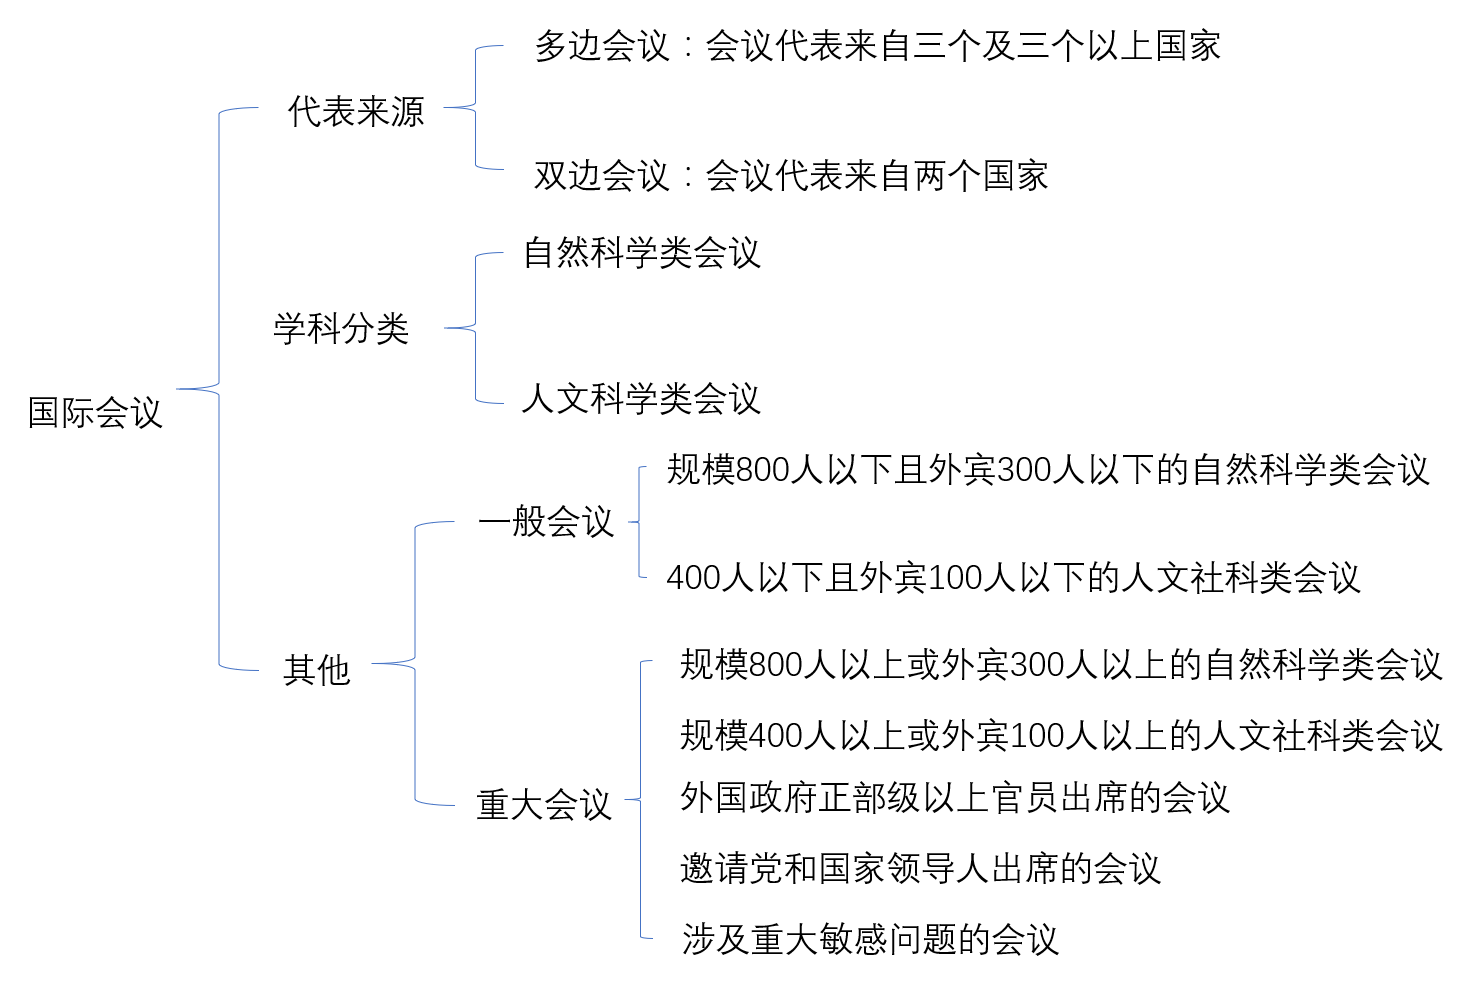 多边会议：会议代表来自三个及三个以上国家
代表来源
双边会议：会议代表来自两个国家
自然科学类会议
学科分类
人文科学类会议
国际会议
规模800人以下且外宾300人以下的自然科学类会议
一般会议
400人以下且外宾100人以下的人文社科类会议
其他
规模800人以上或外宾300人以上的自然科学类会议
规模400人以上或外宾100人以上的人文社科类会议
重大会议
外国政府正部级以上官员出席的会议
邀请党和国家领导人出席的会议
涉及重大敏感问题的会议